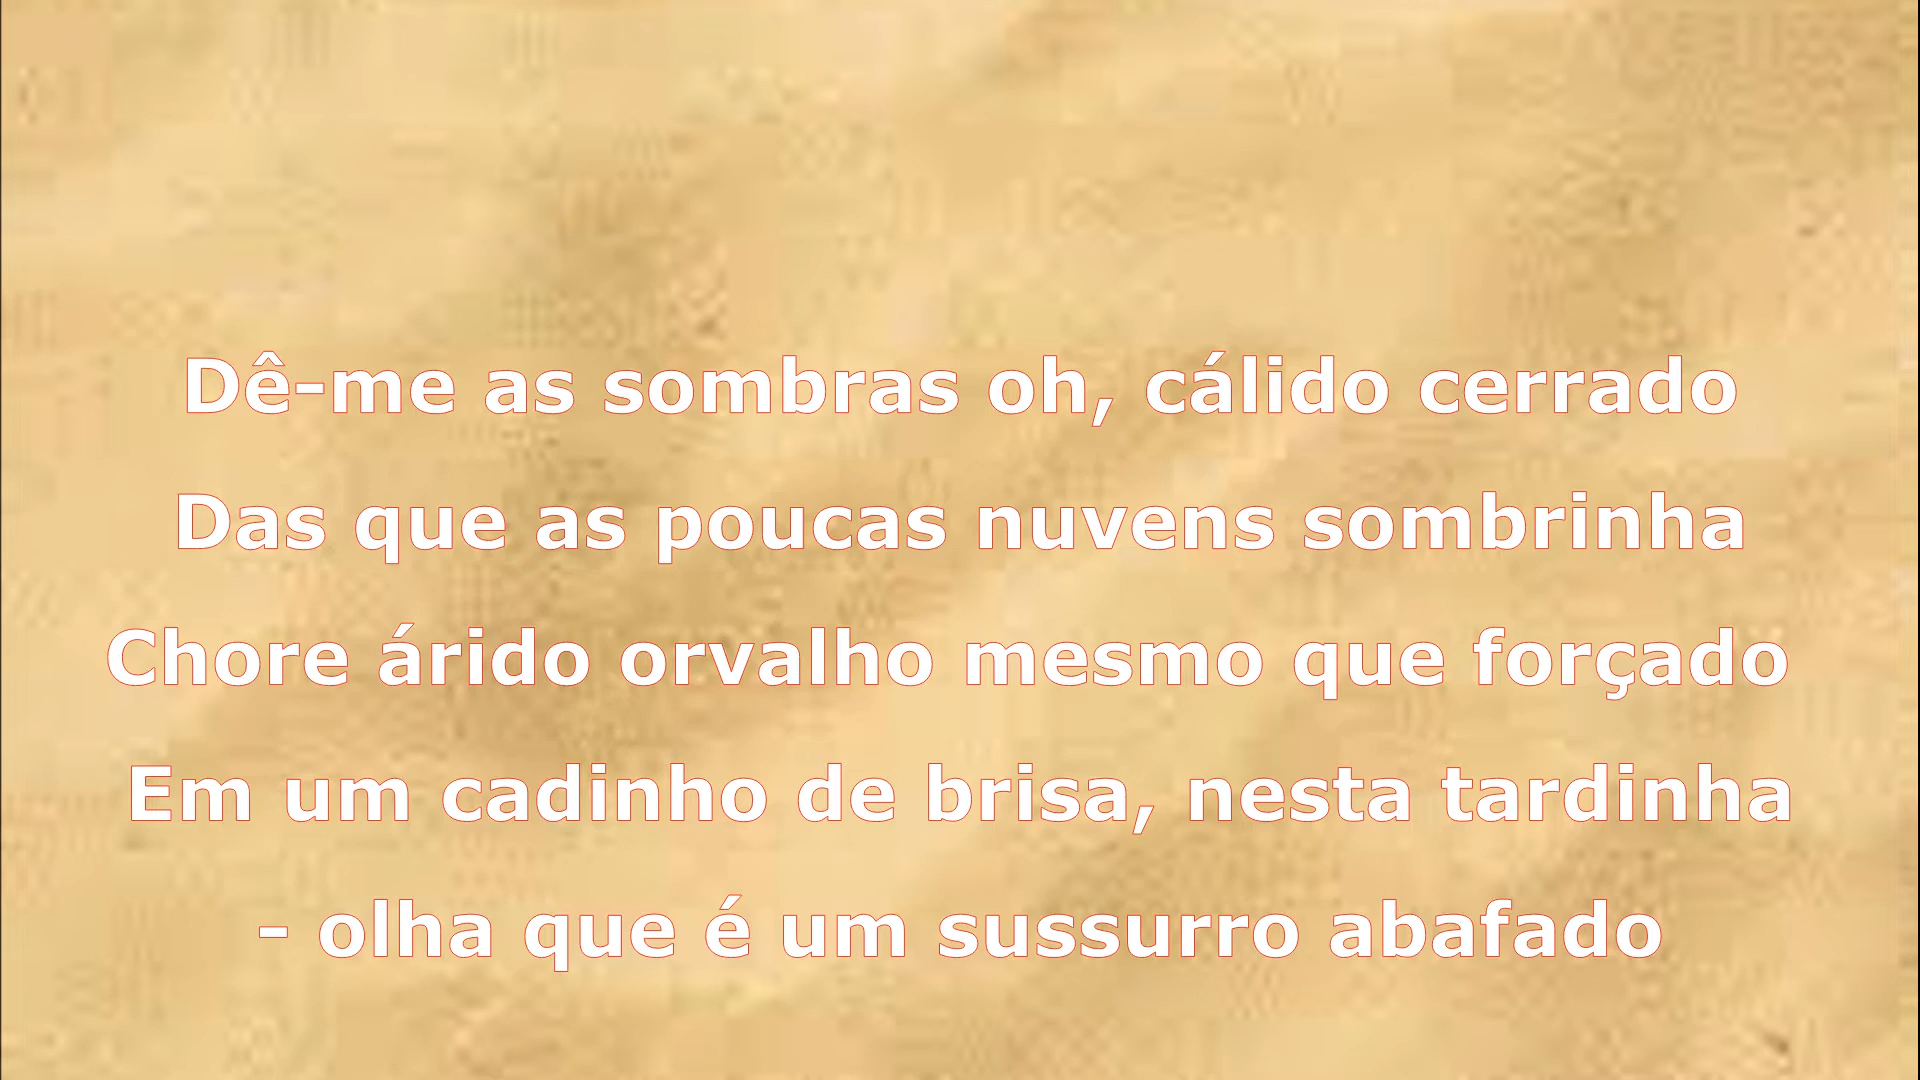 Dê-me as sombras oh, cálido cerrado
Das que as poucas nuvens sombrinha
Chore árido orvalho mesmo que forçado
Em um cadinho de brisa, nesta tardinha
- olha que é um sussurro abafado